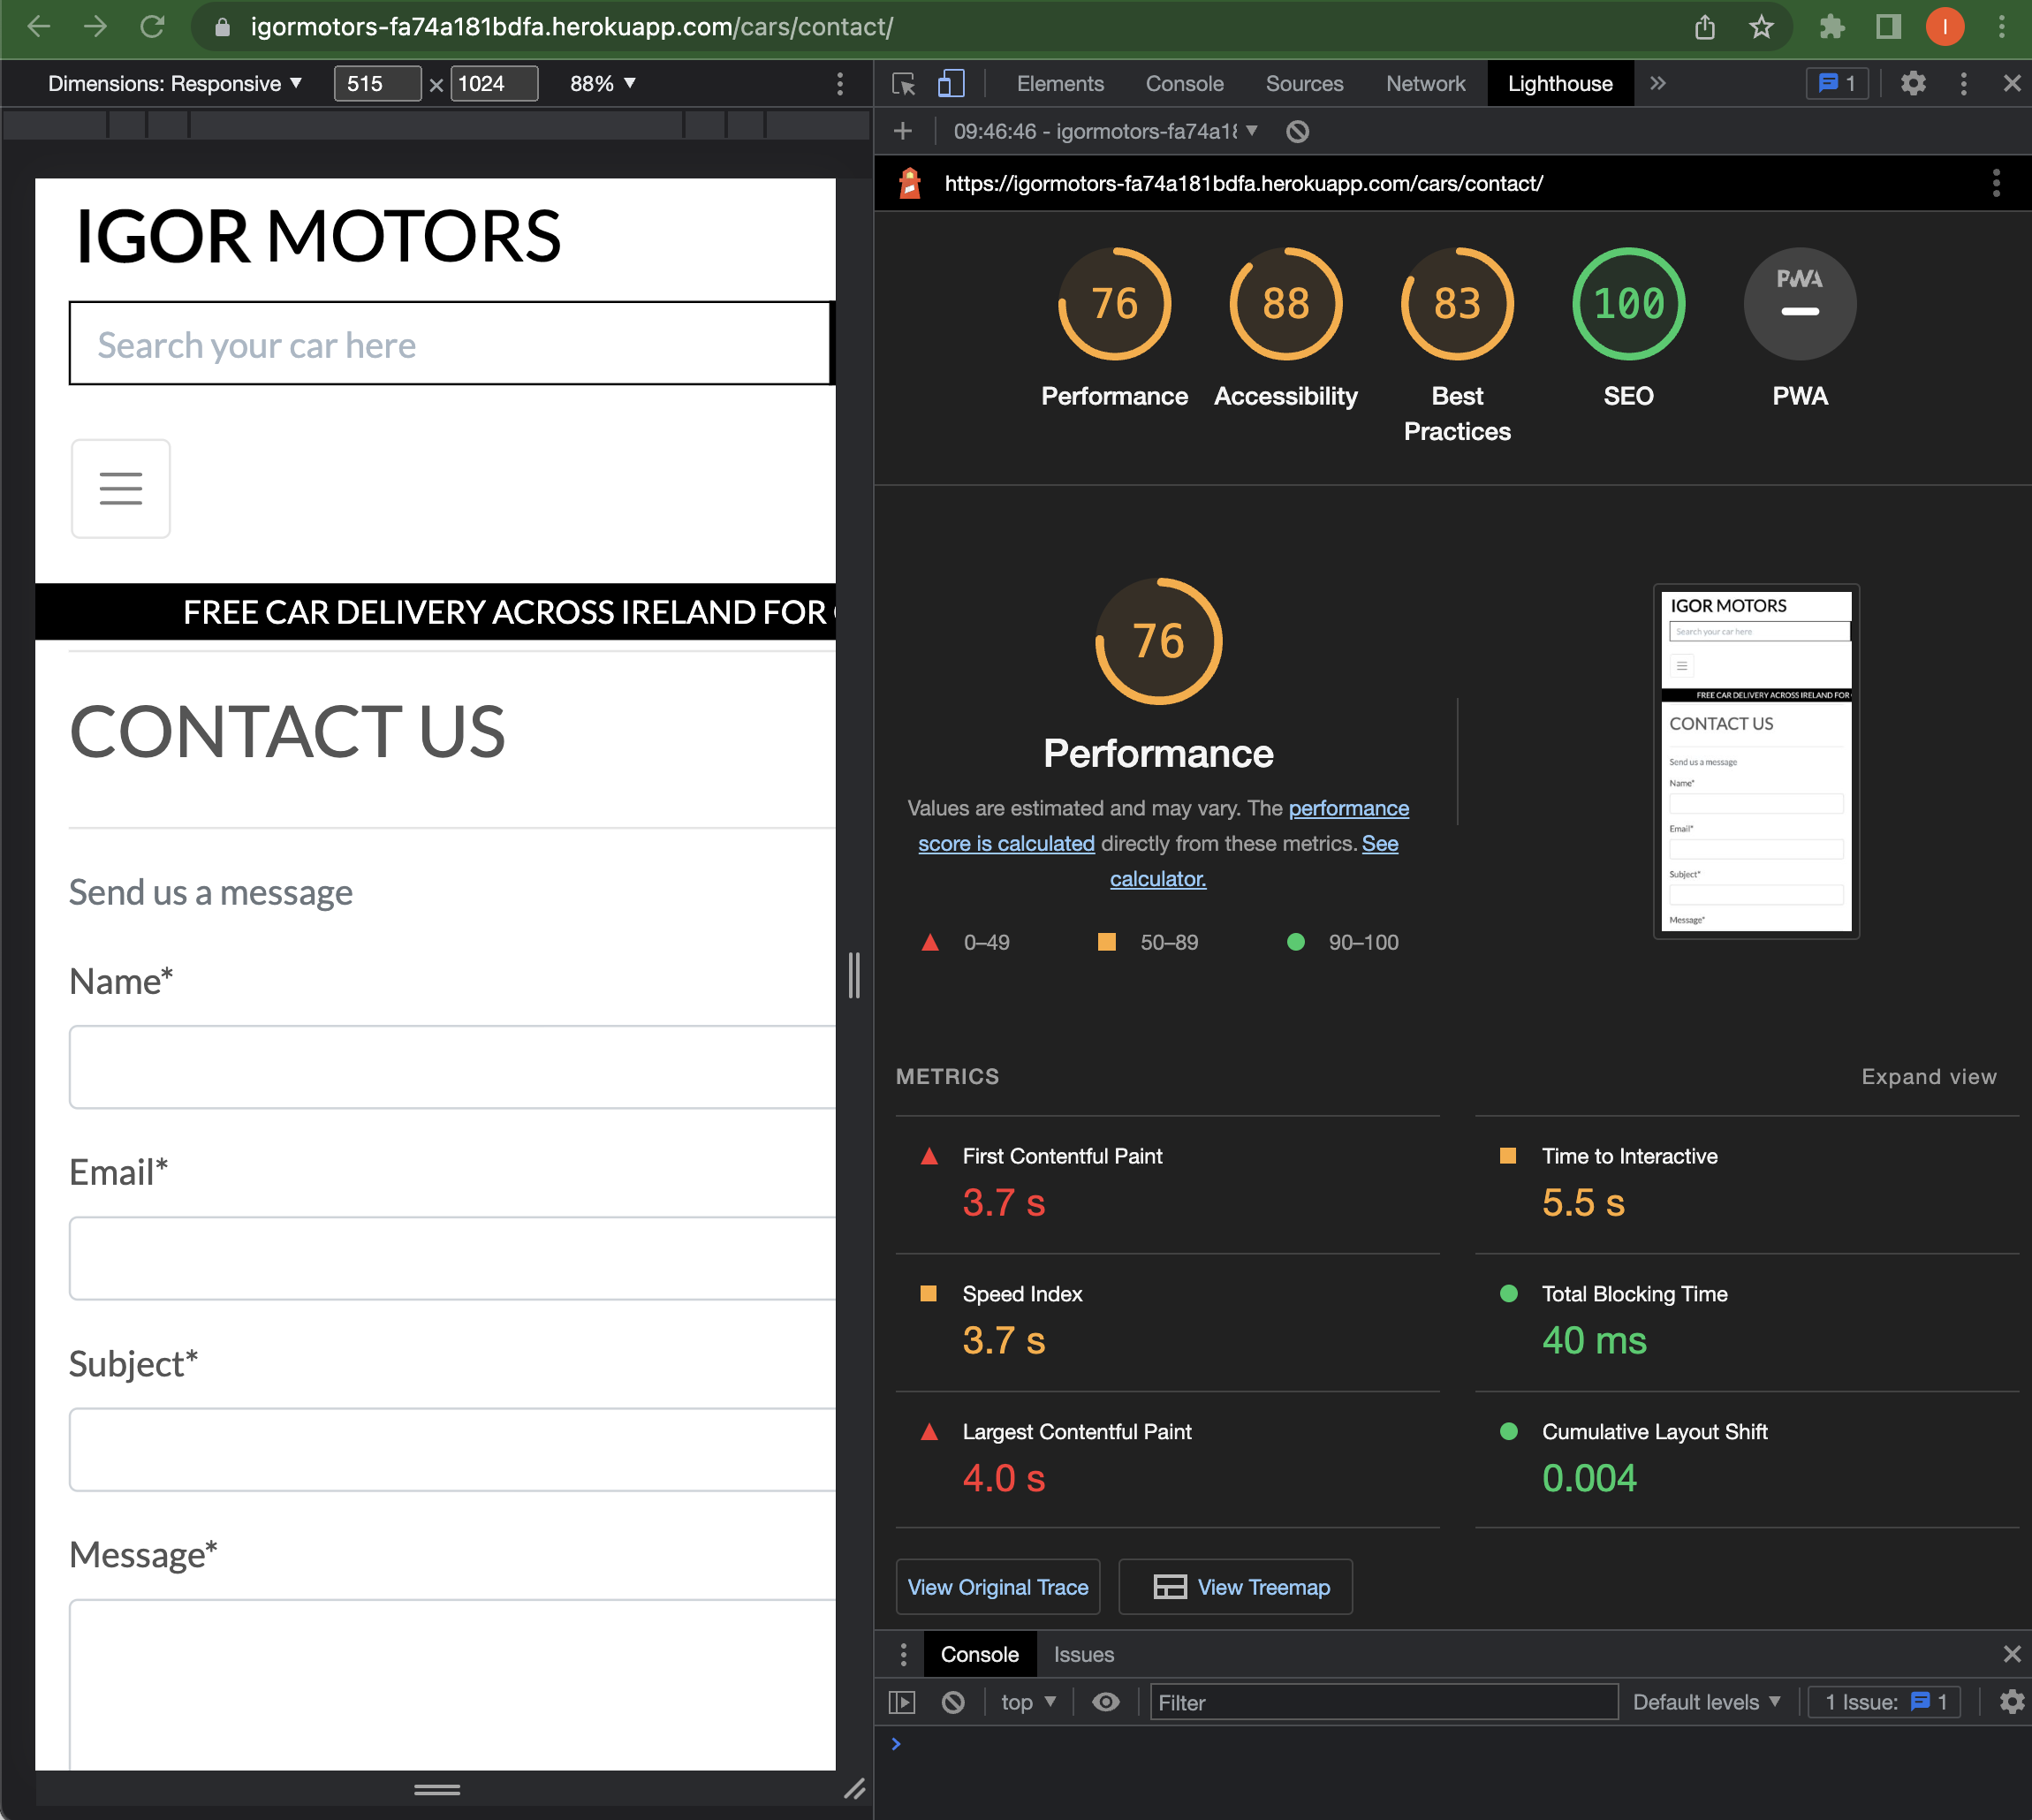 igormotors-fa74a181bdfa.herokuapp.com/cars/contact/
I
Dimensions: Responsive
515 × 1024
88%
Elements
Console
Sources
Network
Lighthouse
1
09:46:46 - igormotors-fa74a18
https://igormotors-fa74a181bdfa.herokuapp.com/cars/contact/
IGOR MOTORS
Search your car here
FREE CAR DELIVERY ACROSS IRELAND FOR
CONTACT US
Send us a message
Name*
Email*
Subject*
Message*
76
Performance
88
Accessibility
83
Best
Practices
100
SEO
PWA
PWA
76
Performance
Values are estimated and may vary. The performance
score is calculated directly from these metrics. See
calculator.
0–49
50–89
90–100
IGOR MOTORS
Search your car here
FREE CAR DELIVERY ACROSS IRELAND FOR
CONTACT US
Send us a message
Name*
Email*
Subject*
Message*
METRICS
Expand view
First Contentful Paint
3.7 s
Time to Interactive
5.5 s
Speed Index
3.7 s
Total Blocking Time
40 ms
Largest Contentful Paint
4.0 s
Cumulative Layout Shift
0.004
View Original Trace
View Treemap
Console
Issues
top
Filter
Default levels
1 Issue: 1